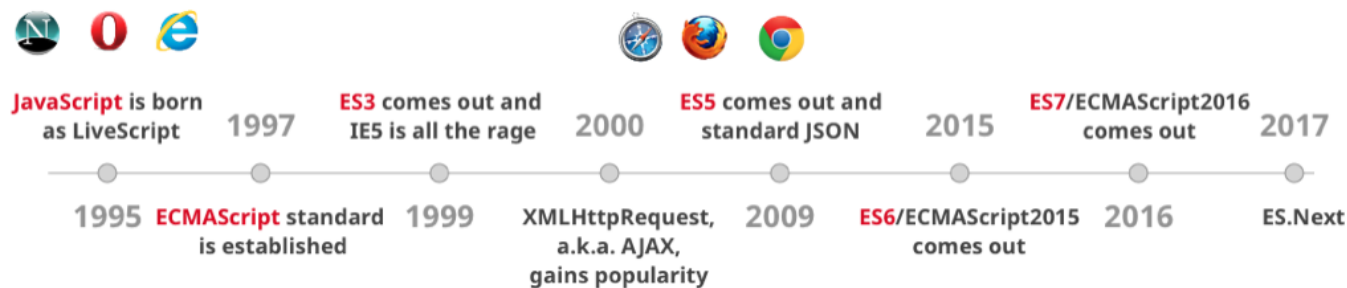 JavaScript is born
as LiveScript
1995
1997
ECMAScript standard
is established
ES3 comes out and
IE5 is all the rage
1999
2000
XMLHttpRequest,
a.k.a. AJAX,
gains popularity
ES5 comes out and
standard JSON
2009
2015
ES6/ECMAScript2015
comes out
ES7/ECMAScript2016
comes out
2016
2017
ES.Next